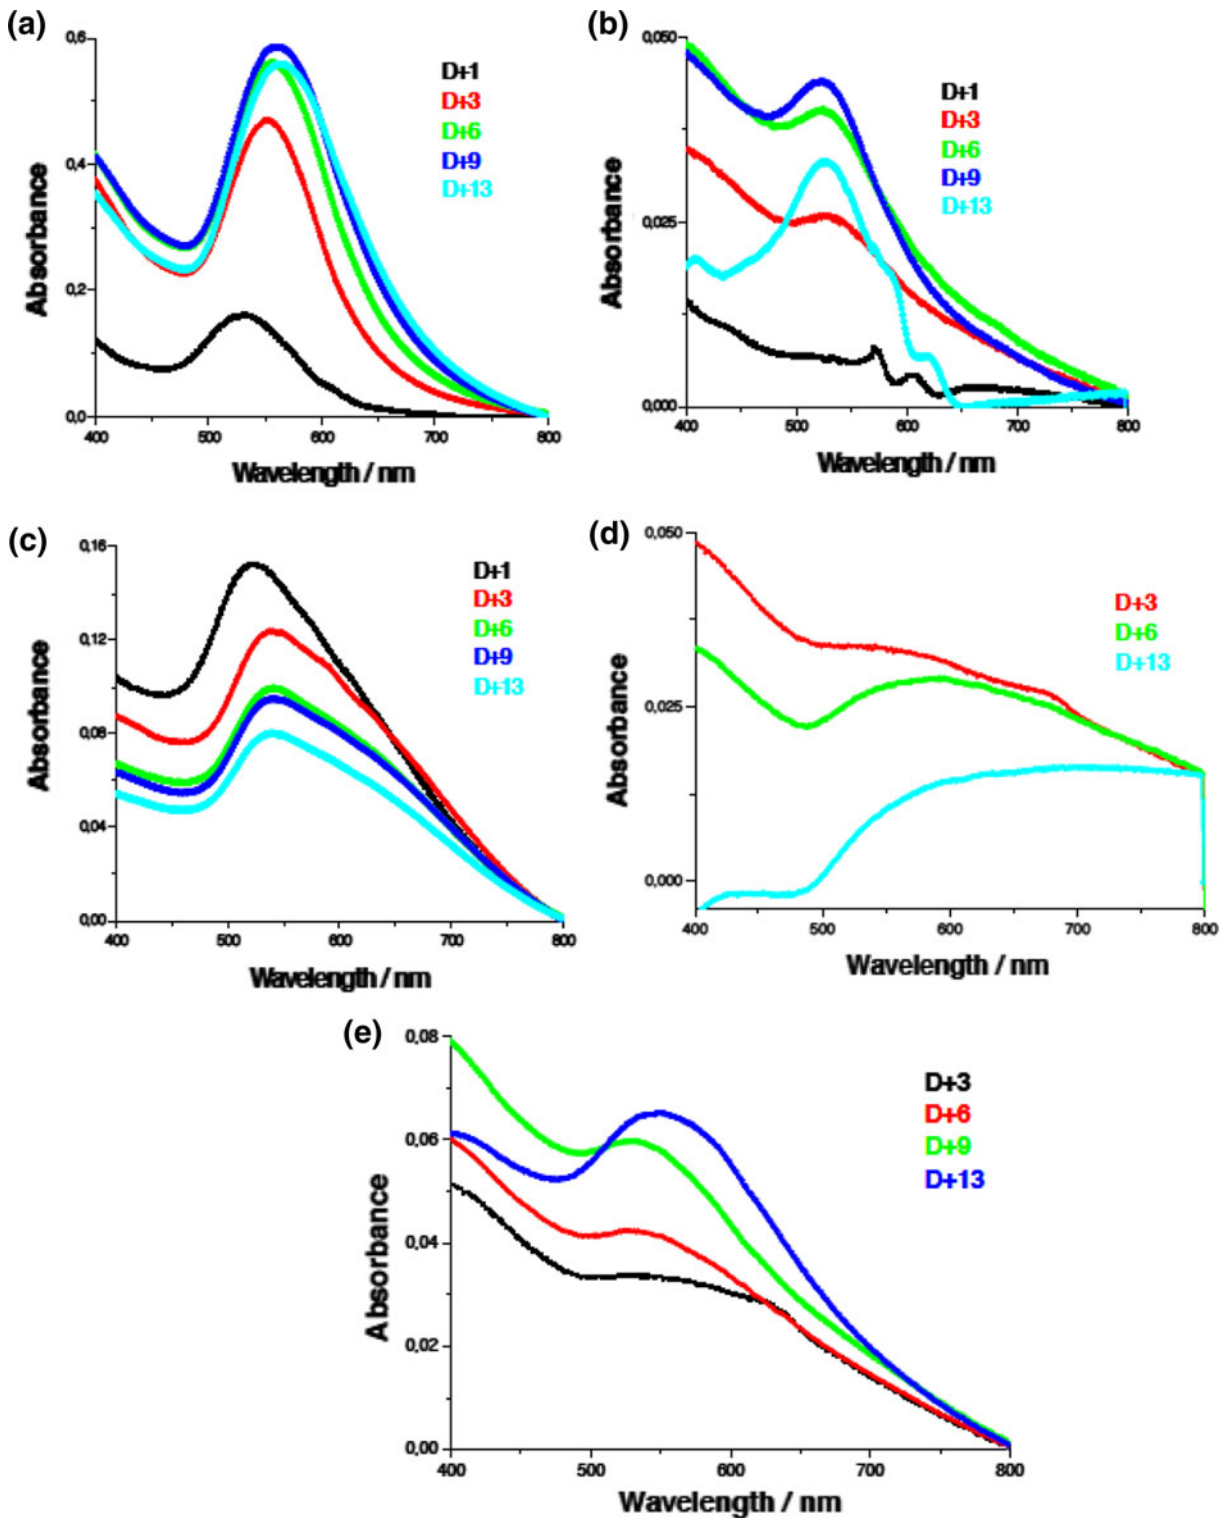 (a)
0,6
0,4
0,2
0,0
Absorbance
D+1
D+3
D+6
D+9
D+13
400 500 600 700 800
Wavelength / nm
(b)
0,050
0,025
0,000
Absorbance
D+1
D+3
D+6
D+9
D+13
400 500 600 700 800
Wavelength / nm
(c)
0,16
0,12
0,08
0,04
0,00
Absorbance
D+1
D+3
D+6
D+9
D+13
400 500 600 700 800
Wavelength / nm
(d)
0,050
0,025
0,000
Absorbance
D+3
D+6
D+13
400 500 600 700 800
Wavelength / nm
(e)
0,08
0,06
0,04
0,02
0,00
Absorbance
D+3
D+6
D+9
D+13
400 500 600 700 800
Wavelength / nm